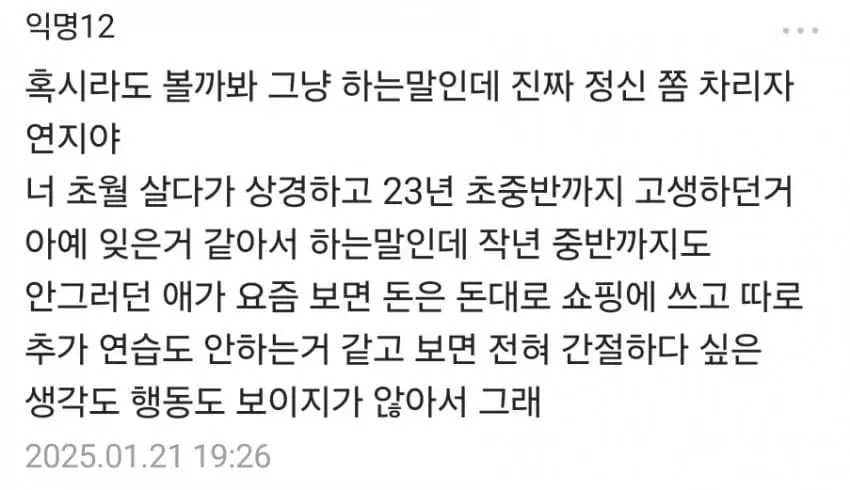 익명12
혹시라도 볼까봐 그냥 하는말인데 진짜 정신 쫌 차리자
연지야
너 초월 살다가 상경하고 23년 초중반까지 고생하던거
아예 잊은거 같아서 하는말인데 작년 중반까지도
안그러던 애가 요즘 보면 돈은 돈대로 쇼핑에 쓰고 따로
추가 연습도 안하는거 같고 보면 전혀 간절하다 싶은
생각도 행동도 보이지가 않아서 그래
2025.01.21 19:26